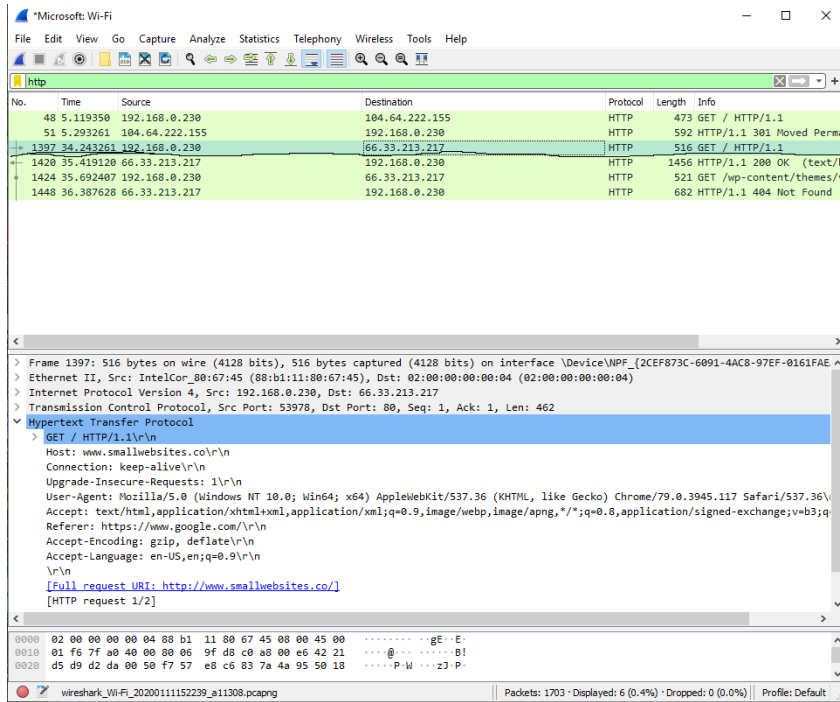 *Microsoft: Wi-Fi
File Edit View Go Capture Analyze Statistics Telephony Wireless Tools Help
http
No. Time Source Destination Protocol Length Info
48 5.119350 192.168.0.230 104.64.222.155 HTTP 473 GET / HTTP/1.1
51 5.293261 104.64.222.155 192.168.0.230 HTTP 592 HTTP/1.1 301 Moved Perma
1397 34.243261 192.168.0.230 66.33.213.217 HTTP 516 GET / HTTP/1.1
1420 35.419120 66.33.213.217 192.168.0.230 HTTP 1456 HTTP/1.1 200 OK (text/
1424 35.692407 192.168.0.230 66.33.213.217 HTTP 521 GET /wp-content/themes/
1448 36.387628 66.33.213.217 192.168.0.230 HTTP 682 HTTP/1.1 404 Not Found
Frame 1397: 516 bytes on wire (4128 bits), 516 bytes captured (4128 bits) on interface \Device\NPF_{2CEF873C-6091-4AC8-97EF-0161FAE
Ethernet II, Src: IntelCor_80:67:45 (88:b1:11:80:67:45), Dst: 02:00:00:00:00:04 (02:00:00:00:00:04)
Internet Protocol Version 4, Src: 192.168.0.230, Dst: 66.33.213.217
Transmission Control Protocol, Src Port: 53978, Dst Port: 80, Seq: 1, Ack: 1, Len: 462
Hypertext Transfer Protocol
GET / HTTP/1.1\r\n
Host: www.smallwebsites.co\r\n
Connection: keep-alive\r\n
Upgrade-Insecure-Requests: 1\r\n
User-Agent: Mozilla/5.0 (Windows NT 10.0; Win64; x64) AppleWebKit/537.36 (KHTML, like Gecko) Chrome/79.0.3945.117 Safari/537.36\
Accept: text/html,application/xhtml+xml,application/xml;q=0.9,image/webp,image/apng,*/*;q=0.8,application/signed-exchange;v=b3;q
Referer: https://www.google.com/\r\n
Accept-Encoding: gzip, deflate\r\n
Accept-Language: en-US,en;q=0.9\r\n
\r\n
[Full request URI: http://www.smallwebsites.co/]
[HTTP request 1/2]
0000 02 00 00 00 00 04 88 b1 11 80 67 45 08 00 45 00 ········ ··gE··E·
0010 01 f6 7f a0 40 00 80 06 9f d8 c0 a8 00 e6 42 21 ····@··· ······B!
0020 d5 d9 d2 da 00 50 f7 57 e8 c6 83 7a 4a 95 50 18 ·····P·W ···zJ·P·
wireshark_Wi-Fi_20200111152239_a11308.pcapng Packets: 1703 · Displayed: 6 (0.4%) · Dropped: 0 (0.0%) Profile: Default